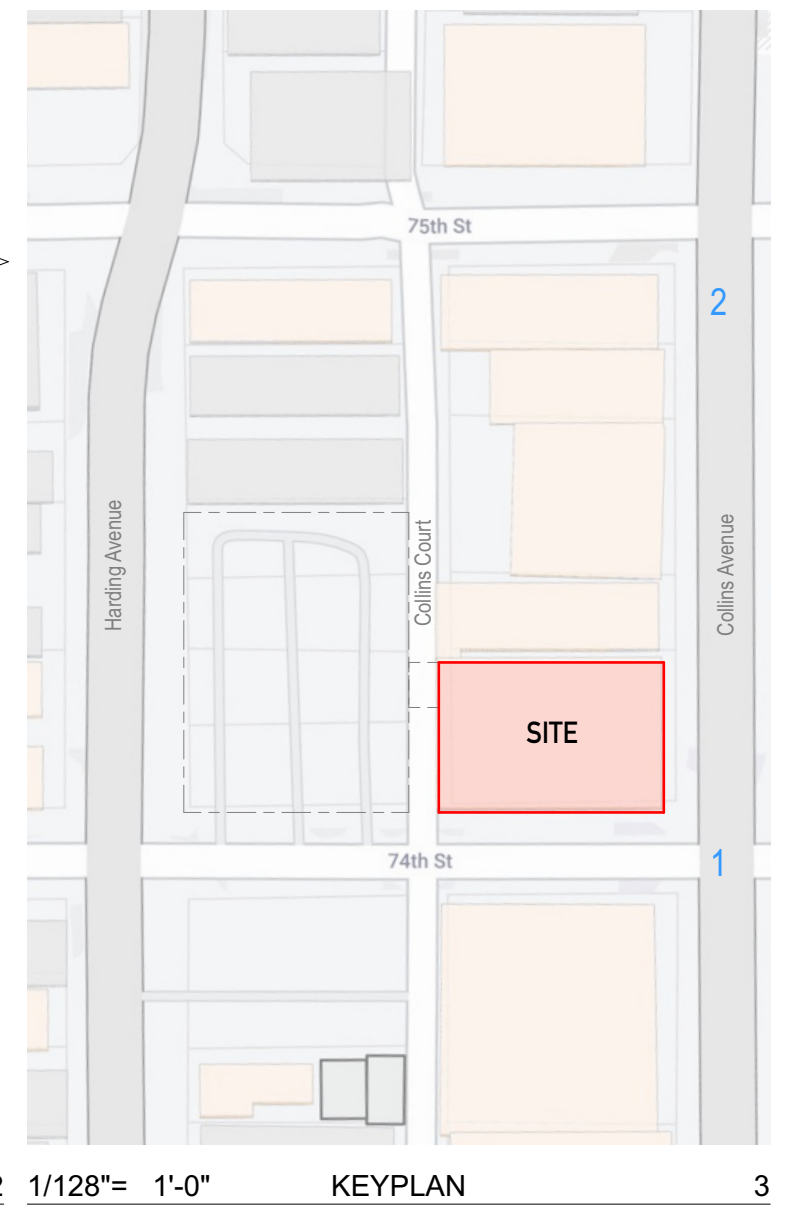 75th St
>
2
Harding Avenue
Collins Court
Collins Avenue
SITE
74th St
1
2 1/128"= 1'-0" KEYPLAN 3